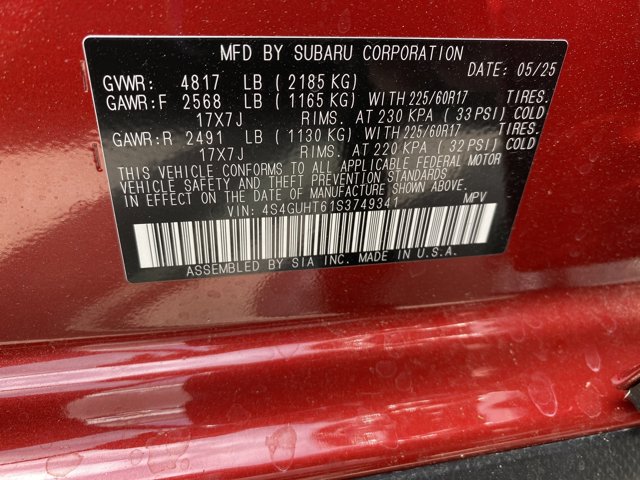 MFD BY SUBARU CORPORATION
GVWR: 4817 LB (2185 KG) DATE: 05/25
GAWR:F 2568 LB (1165 KG) WITH 225/60R17 TIRES.
17X7J RIMS. AT 230 KPA (33 PSI) COLD
GAWR:R 2491 LB (1130 KG) WITH 225/60R17 TIRES.
17X7J RIMS. AT 220 KPA (32 PSI) COLD
THIS VEHICLE CONFORMS TO ALL APPLICABLE FEDERAL MOTOR
VEHICLE SAFETY AND THEFT PREVENTION STANDARDS
IN EFFECT ON THE DATE OF MANUFACTURE SHOWN ABOVE.
VIN: 4S4GUHT61S3749341 MPV
ASSEMBLED BY SIA INC. MADE IN U.S.A.